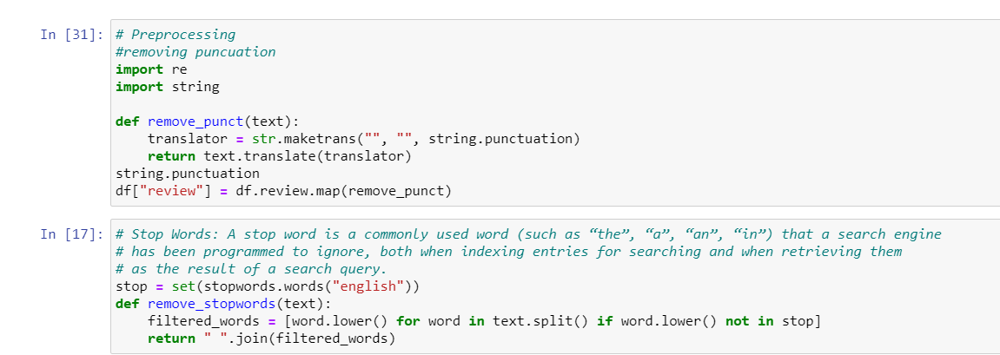 In [31]: # Preprocessing
#removing puncuation
import re
import string
def remove_punct(text):
    translator = str.maketrans("", "", string.punctuation)
    return text.translate(translator)
string.punctuation
df["review"] = df.review.map(remove_punct)
In [17]: # Stop Words: A stop word is a commonly used word (such as “the”, “a”, “an”, “in”) that a search engine
# has been programmed to ignore, both when indexing entries for searching and when retrieving them
# as the result of a search query.
stop = set(stopwords.words("english"))
def remove_stopwords(text):
    filtered_words = [word.lower() for word in text.split() if word.lower() not in stop]
    return " ".join(filtered_words)